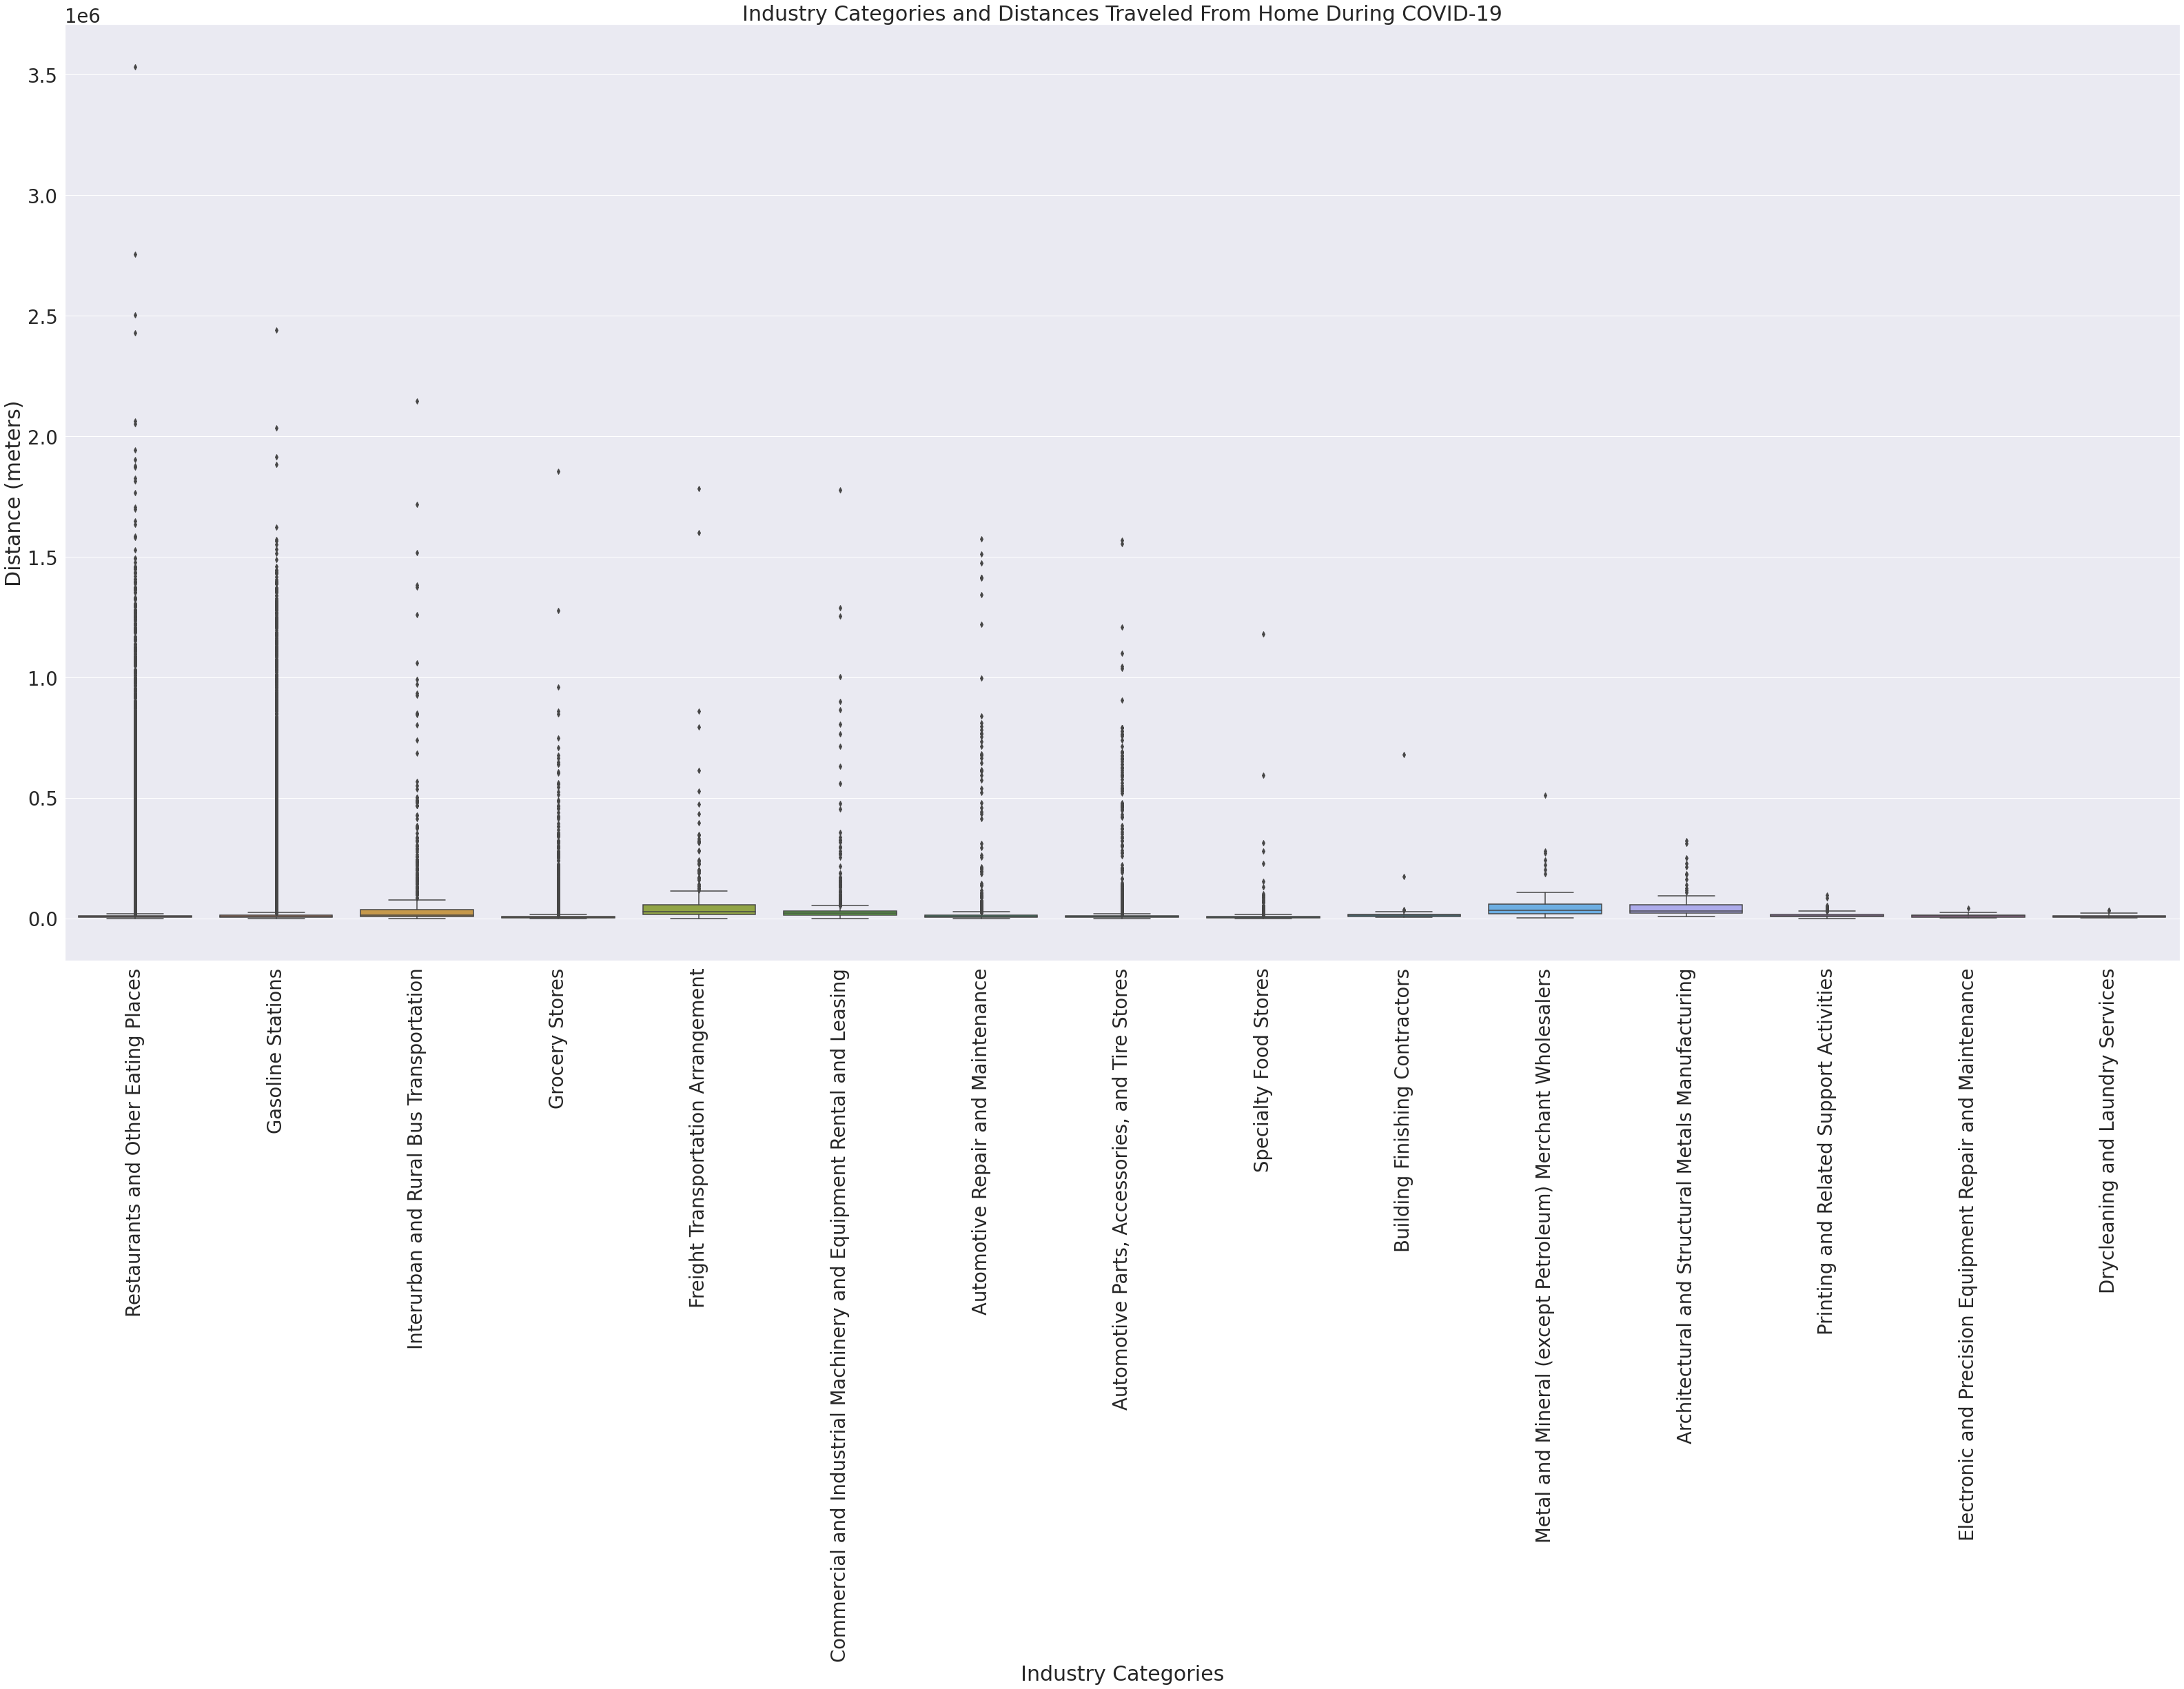 Industry Categories and Distances Traveled From Home During COVID-19
1e6
3.5
3.0
2.5
2.0
1.5
1.0
0.5
0.0
Distance (meters)
Restaurants and Other Eating Places
Gasoline Stations
Interurban and Rural Bus Transportation
Grocery Stores
Freight Transportation Arrangement
Commercial and Industrial Machinery and Equipment Rental and Leasing
Automotive Repair and Maintenance
Automotive Parts, Accessories, and Tire Stores
Specialty Food Stores
Building Finishing Contractors
Metal and Mineral (except Petroleum) Merchant Wholesalers
Architectural and Structural Metals Manufacturing
Printing and Related Support Activities
Electronic and Precision Equipment Repair and Maintenance
Drycleaning and Laundry Services
Industry Categories